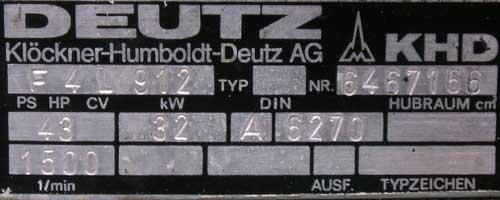 DEUTZ
Klöckner-Humboldt-Deutz AG KHD
F4L 912 TYP NR. 6467166
PS HP CV kW DIN HUBRAUM cm
43 32 A 6270
1500
1/min AUSF. TYPZEICHEN